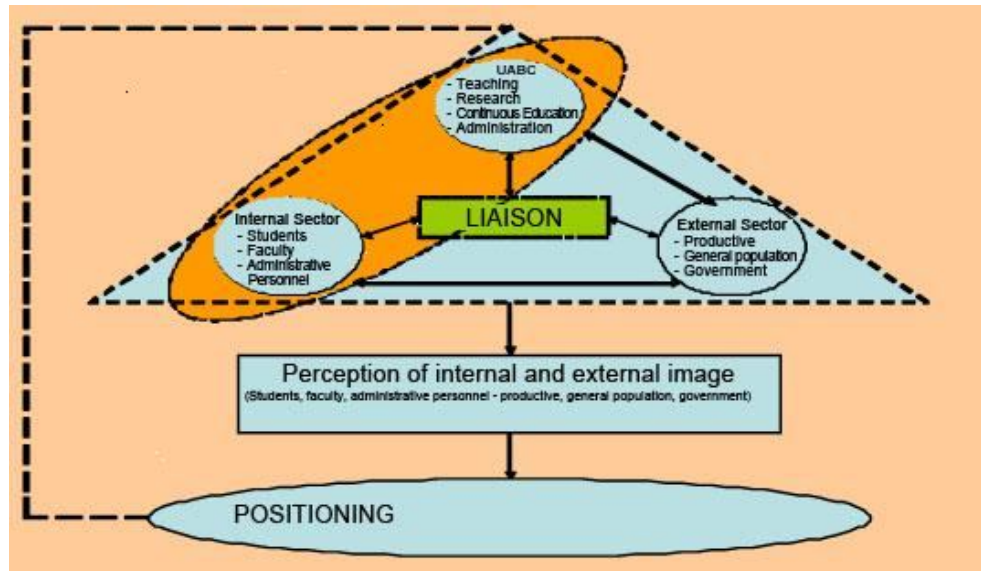 UABC
- Teaching
- Research
- Continuous Education
- Administration
LIAISON
Internal Sector
- Students
- Faculty
- Administrative
Personnel
External Sector
- Productive
- General population
- Government
Perception of internal and external image
(Students, faculty, administrative personnel - productive, general population, government)
POSITIONING